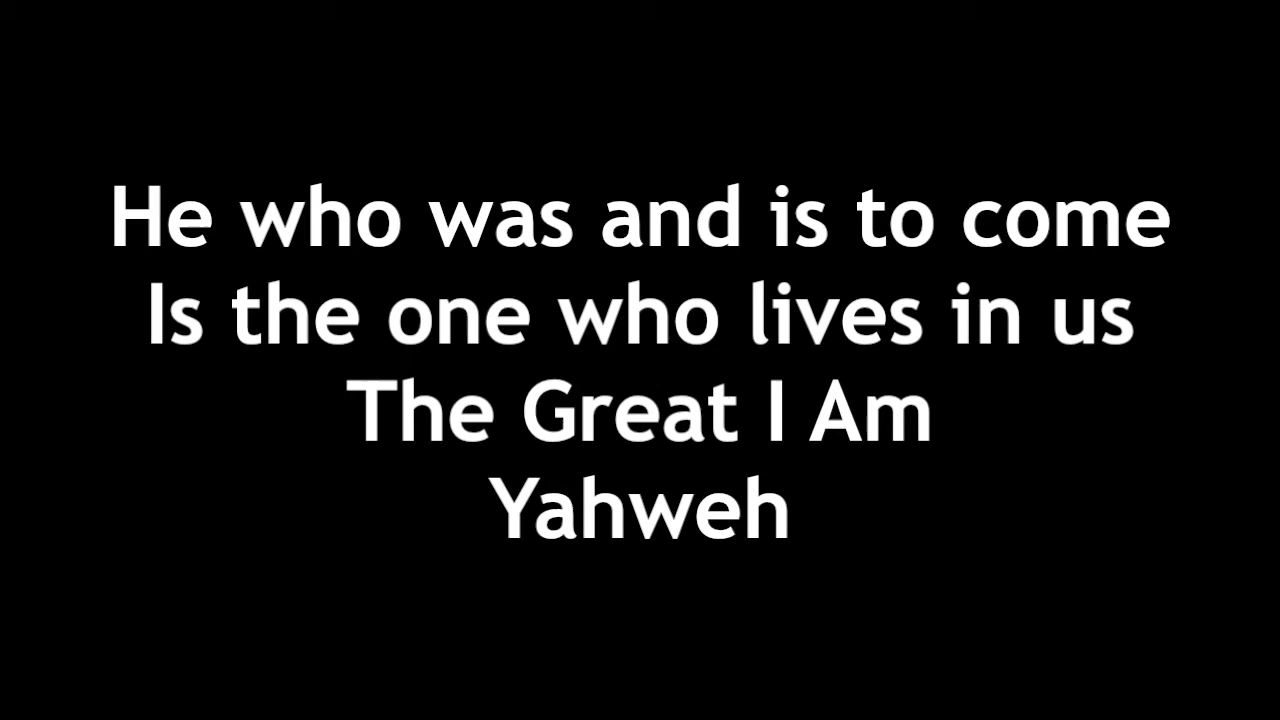 He who was and is to come
Is the one who lives in us
The Great I Am
Yahweh